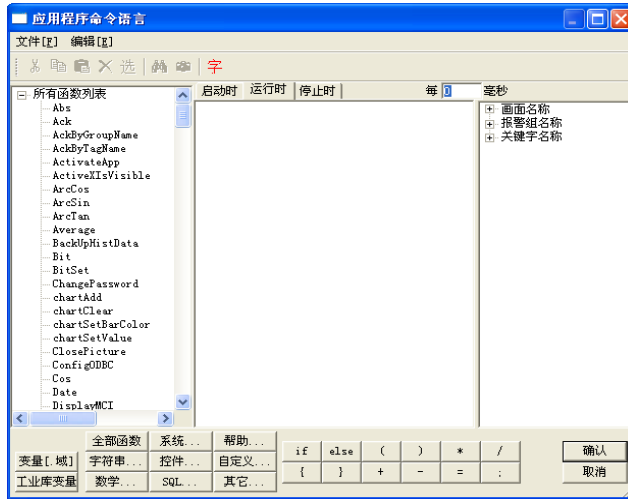 应用程序命令语言
文件[F] 编辑[E]
选 字
所有函数列表
启动时 运行时 停止时 每 0 毫秒
Abs
Ack
AckByGroupName
AckByTagName
ActivateApp
ActiveXIsVisible
ArcCos
ArcSin
ArcTan
Average
BackUpHistData
Bit
BitSet
ChangePassword
chartAdd
chartClear
chartSetBarColor
chartSetValue
ClosePicture
ConfigODBC
Cos
Date
DisplayMCI
画面名称
报警组名称
关键字名称
全部函数 系统... 帮助...
变量[.域] 字符串... 控件... 自定义...
工业库变量 数学... SQL... 其它...
if else ( ) * /
{ } + - = ;
确认
取消